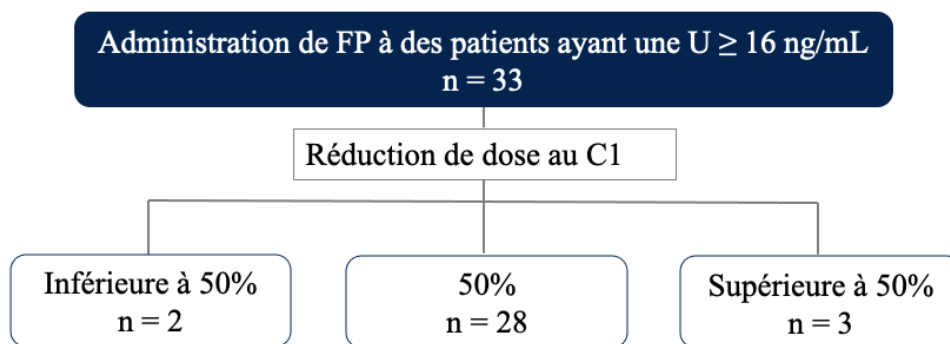 Administration de FP à des patients ayant une U ≥ 16 ng/mL
n = 33
Réduction de dose au C1
Inférieure à 50%
n = 2
50%
n = 28
Supérieure à 50%
n = 3